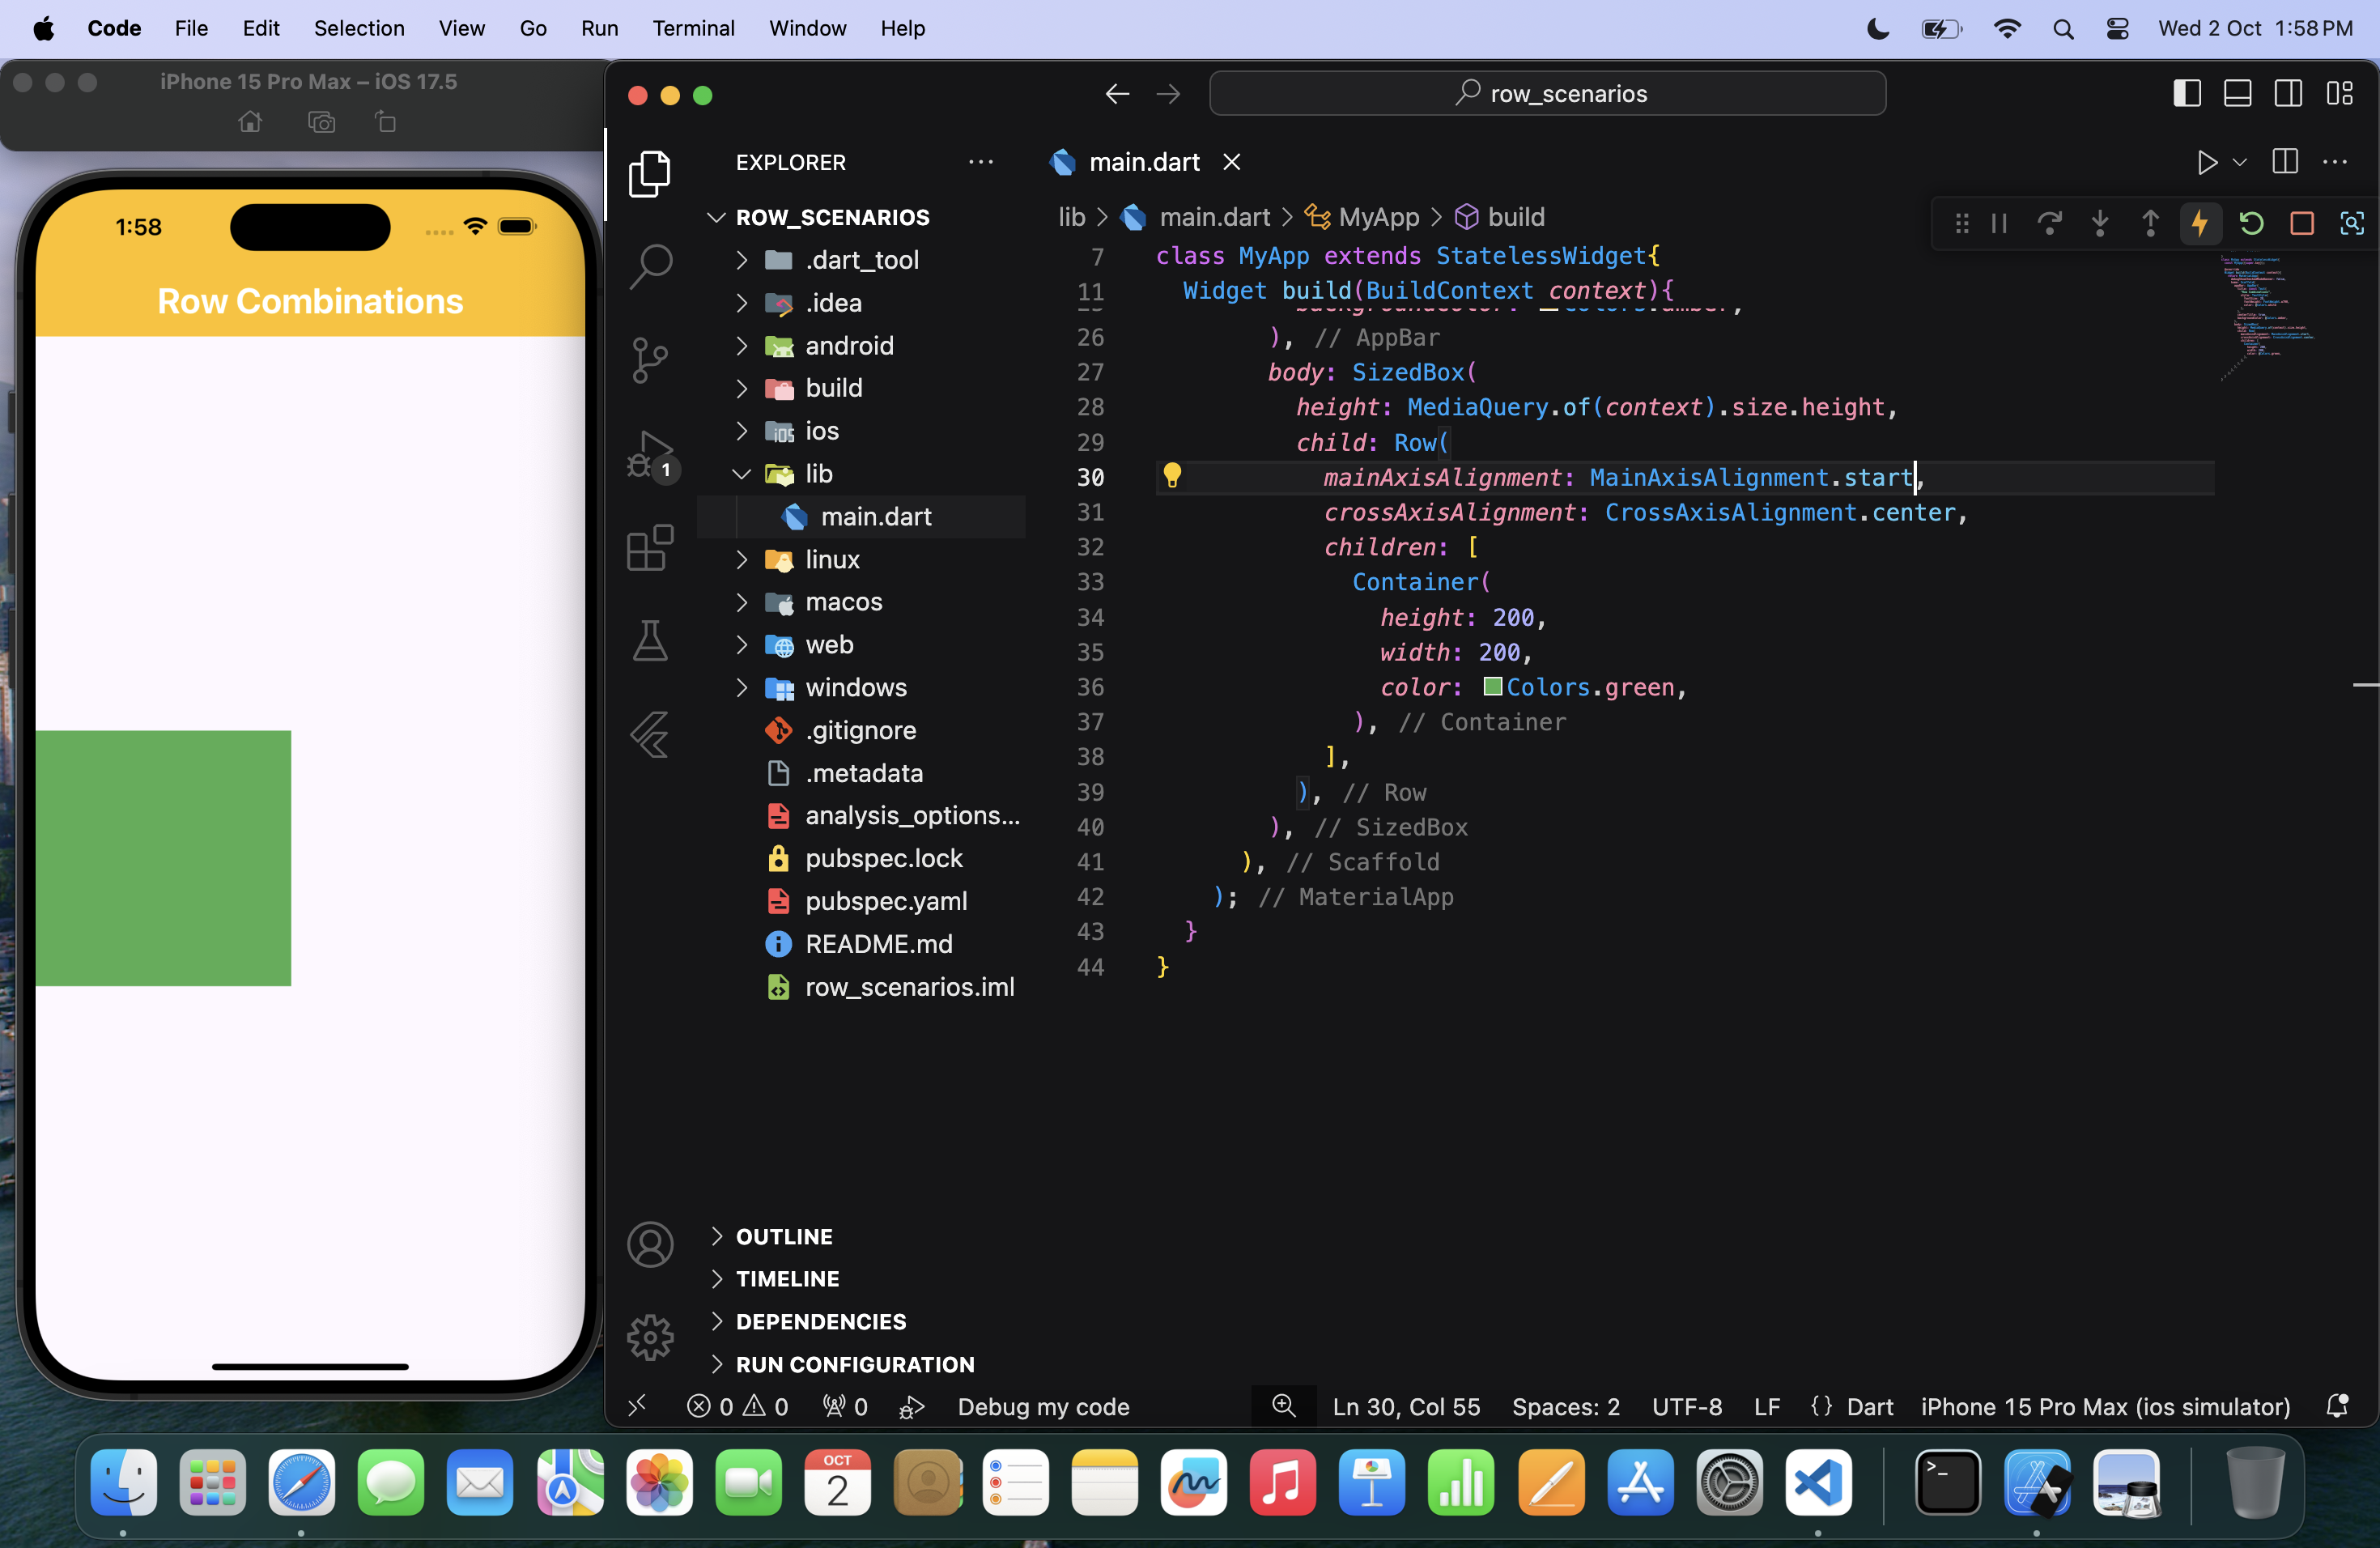 Code File Edit Selection View Go Run Terminal Window Help Wed 2 Oct 1:58 PM
iPhone 15 Pro Max – iOS 17.5
1:58
Row Combinations
row_scenarios
EXPLORER
ROW_SCENARIOS
.dart_tool
.idea
android
build
ios
lib
main.dart
linux
macos
web
windows
.gitignore
.metadata
analysis_options...
pubspec.lock
pubspec.yaml
README.md
row_scenarios.iml
OUTLINE
TIMELINE
DEPENDENCIES
RUN CONFIGURATION
1
main.dart
lib > main.dart > MyApp > build
7 class MyApp extends StatelessWidget{
11 Widget build(BuildContext context){
26 ), // AppBar
27 body: SizedBox(
28 height: MediaQuery.of(context).size.height,
29 child: Row(
30 mainAxisAlignment: MainAxisAlignment.start,
31 crossAxisAlignment: CrossAxisAlignment.center,
32 children: [
33 Container(
34 height: 200,
35 width: 200,
36 color: Colors.green,
37 ), // Container
38 ],
39 ), // Row
40 ), // SizedBox
41 ), // Scaffold
42 ); // MaterialApp
43 }
44 }
0 0 0 Debug my code Ln 30, Col 55 Spaces: 2 UTF-8 LF {} Dart iPhone 15 Pro Max (ios simulator)
OCT
2